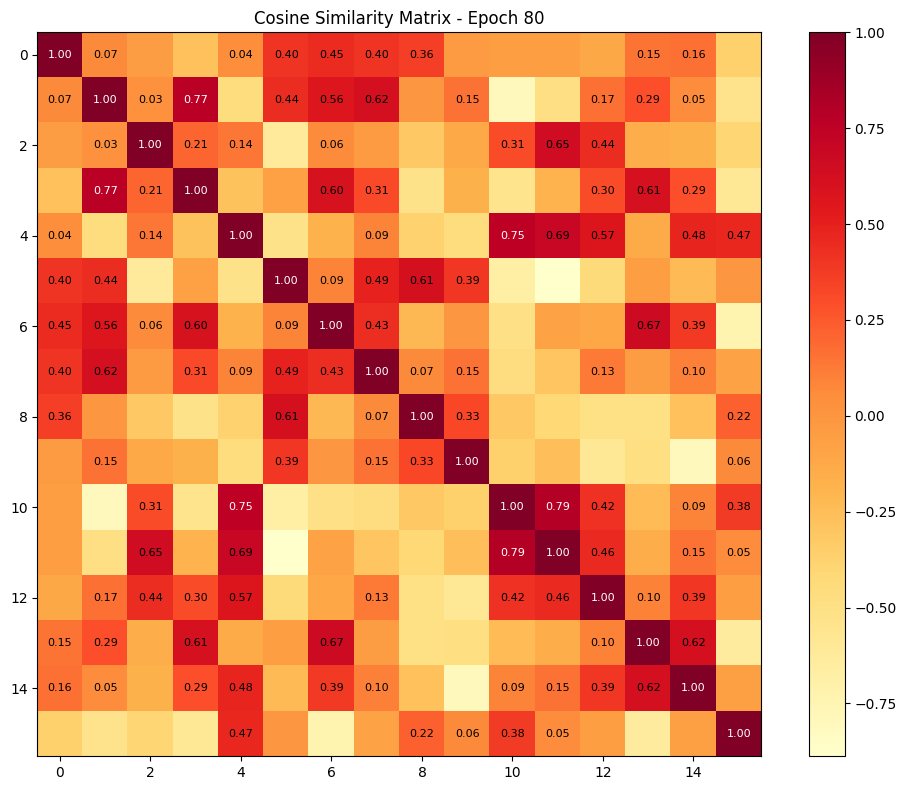 Cosine Similarity Matrix - Epoch 80
0 1.00 0.07 0.04 0.40 0.45 0.40 0.36 0.15 0.16 1.00
0.07 1.00 0.03 0.77 0.44 0.56 0.62 0.15 0.17 0.29 0.05
2 0.03 1.00 0.21 0.14 0.06 0.31 0.65 0.44 0.75
0.77 0.21 1.00 0.60 0.31 0.30 0.61 0.29
4 0.04 0.14 1.00 0.09 0.75 0.69 0.57 0.48 0.47 0.50
0.40 0.44 1.00 0.09 0.49 0.61 0.39
6 0.45 0.56 0.06 0.60 0.09 1.00 0.43 0.67 0.39 0.25
0.40 0.62 0.31 0.09 0.49 0.43 1.00 0.07 0.15 0.13 0.10
8 0.36 0.61 0.07 1.00 0.33 0.22 0.00
0.15 0.39 0.15 0.33 1.00 0.06
10 0.31 0.75 1.00 0.79 0.42 0.09 0.38 −0.25
0.65 0.69 0.79 1.00 0.46 0.15 0.05
12 0.17 0.44 0.30 0.57 0.13 0.42 0.46 1.00 0.10 0.39 −0.50
0.15 0.29 0.61 0.67 0.10 1.00 0.62
14 0.16 0.05 0.29 0.48 0.39 0.10 0.09 0.15 0.39 0.62 1.00 −0.75
0.47 0.22 0.06 0.38 0.05 1.00
0 2 4 6 8 10 12 14